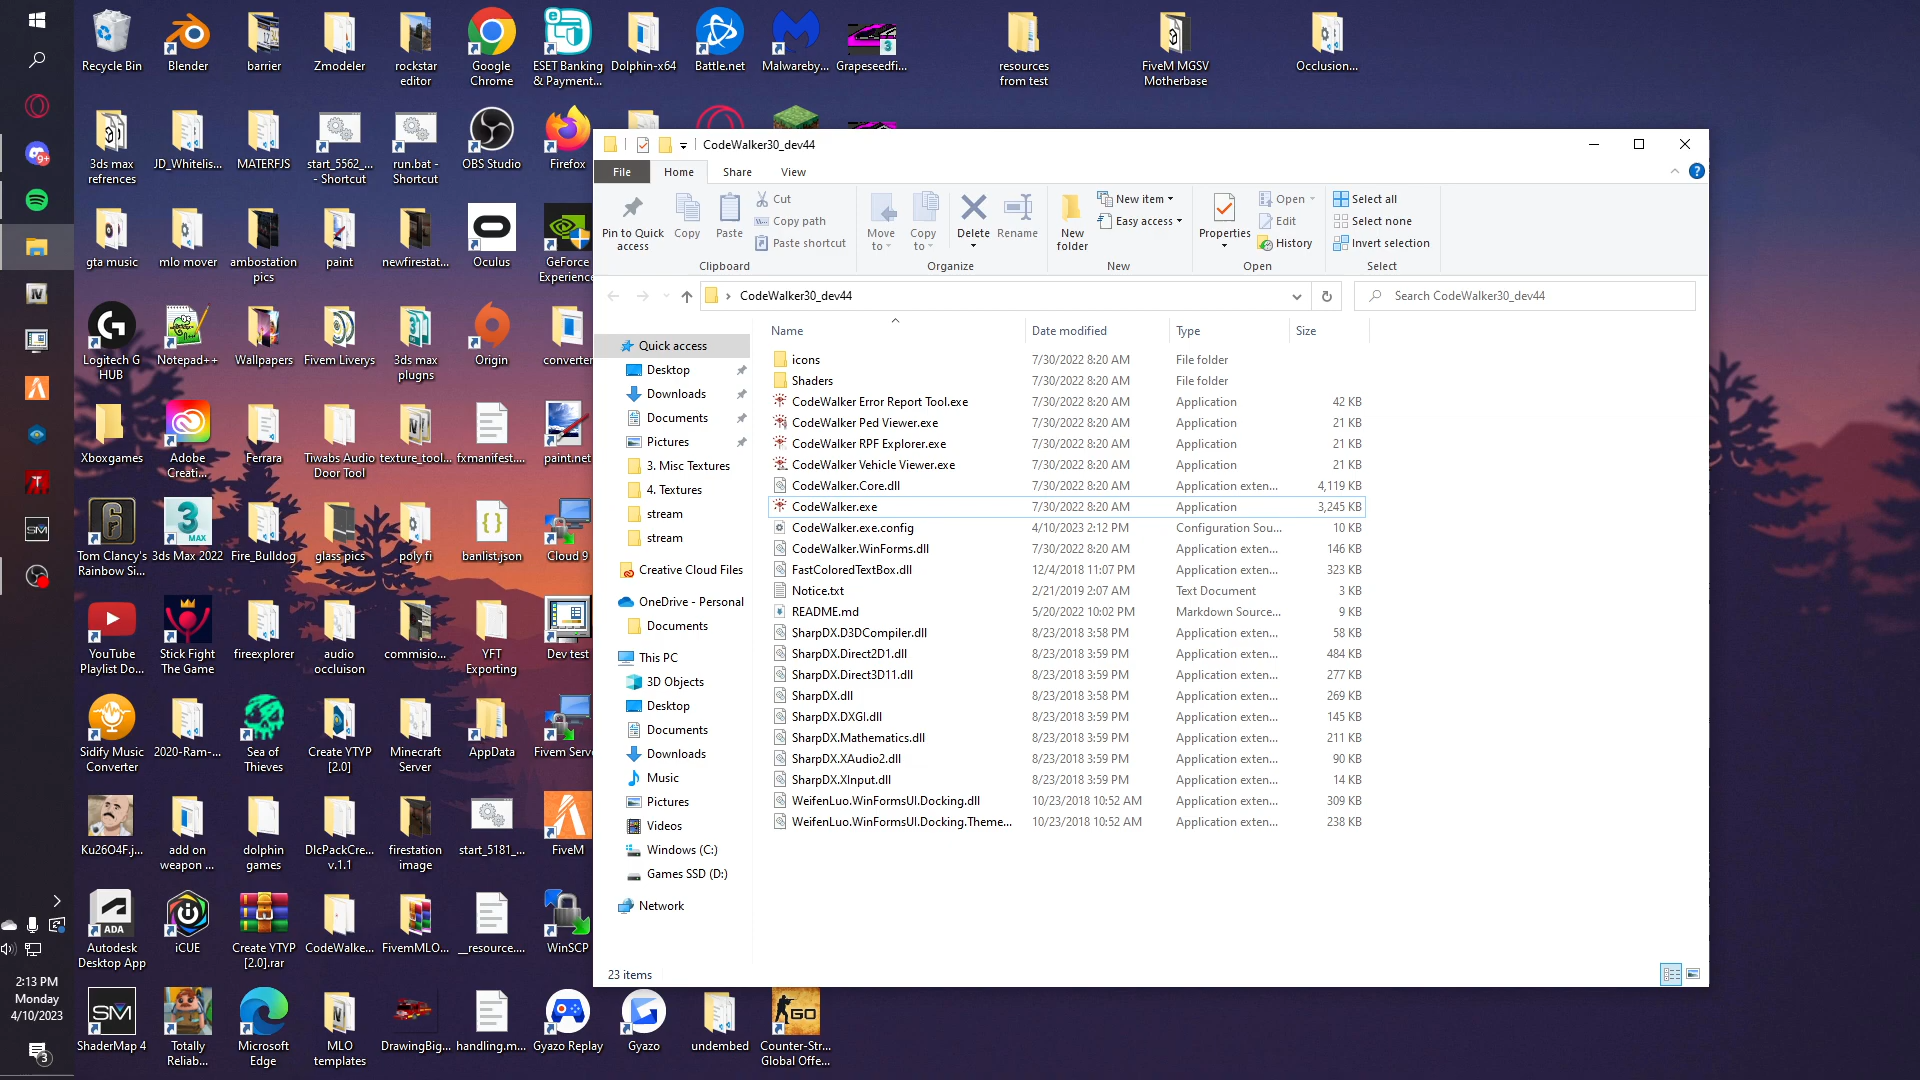 Recycle Bin
Blender
barrier
Zmodeler
rockstar
editor
Google
Chrome
ESET Banking
& Payment...
Dolphin-x64
Battle.net
Malwareby...
Grapeseedfi...
resources
from test
FiveM MGSV
Motherbase
Occlusion...
3ds max
refrences
JD_Whitelis...
MATERFJS
start_5562_...
- Shortcut
run.bat -
Shortcut
OBS Studio
Firefox
gta music
mlo mover
ambostation
pics
paint
newfirestat...
Oculus
GeForce
Experience
Logitech G
HUB
Notepad++
Wallpapers
Fivem Liverys
3ds max
plugns
Origin
converter
Xboxgames
Adobe
Creati...
Ferrara
Tiwabs Audio
Door Tool
texture_tool...
fxmanifest....
paint.net
Tom Clancy's
Rainbow Si...
3ds Max 2022
Fire_Bulldog
glass pics
poly fi
banlist.json
Cloud 9
YouTube
Playlist Do...
Stick Fight
The Game
fireexplorer
audio
occluison
commisio...
YFT
Exporting
Dev test
Sidify Music
Converter
2020-Ram-...
Sea of
Thieves
Create YTYP
[2.0]
Minecraft
Server
AppData
Fivem Serv
Ku26O4F.j...
add on
weapon ...
dolphin
games
DlcPackCre...
v.1.1
firestation
image
start_5181_...
FiveM
Autodesk
Desktop App
iCUE
Create YTYP
[2.0].rar
CodeWalke...
FivemMLO...
__resource....
WinSCP
ShaderMap 4
Totally
Reliab...
Microsoft
Edge
MLO
templates
DrawingBig...
handling.m...
Gyazo Replay
Gyazo
undembed
Counter-Str...
Global Offe...
9+
2:13 PM
Monday
4/10/2023
3
CodeWalker30_dev44
File
Home
Share
View
Pin to Quick
access
Copy
Paste
Cut
Copy path
Paste shortcut
Clipboard
Move
to
Copy
to
Delete
Rename
Organize
New
folder
New item
Easy access
New
Properties
Open
Edit
History
Open
Select all
Select none
Invert selection
Select
CodeWalker30_dev44
Search CodeWalker30_dev44
Quick access
Desktop
Downloads
Documents
Pictures
3. Misc Textures
4. Textures
stream
stream
Creative Cloud Files
OneDrive - Personal
Documents
This PC
3D Objects
Desktop
Documents
Downloads
Music
Pictures
Videos
Windows (C:)
Games SSD (D:)
Network
Name Date modified Type Size
icons 7/30/2022 8:20 AM File folder
Shaders 7/30/2022 8:20 AM File folder
CodeWalker Error Report Tool.exe 7/30/2022 8:20 AM Application 42 KB
CodeWalker Ped Viewer.exe 7/30/2022 8:20 AM Application 21 KB
CodeWalker RPF Explorer.exe 7/30/2022 8:20 AM Application 21 KB
CodeWalker Vehicle Viewer.exe 7/30/2022 8:20 AM Application 21 KB
CodeWalker.Core.dll 7/30/2022 8:20 AM Application exten... 4,119 KB
CodeWalker.exe 7/30/2022 8:20 AM Application 3,245 KB
CodeWalker.exe.config 4/10/2023 2:12 PM Configuration Sou... 10 KB
CodeWalker.WinForms.dll 7/30/2022 8:20 AM Application exten... 146 KB
FastColoredTextBox.dll 12/4/2018 11:07 PM Application exten... 323 KB
Notice.txt 2/21/2019 2:07 AM Text Document 3 KB
README.md 5/20/2022 10:02 PM Markdown Source... 9 KB
SharpDX.D3DCompiler.dll 8/23/2018 3:58 PM Application exten... 58 KB
SharpDX.Direct2D1.dll 8/23/2018 3:59 PM Application exten... 484 KB
SharpDX.Direct3D11.dll 8/23/2018 3:59 PM Application exten... 277 KB
SharpDX.dll 8/23/2018 3:58 PM Application exten... 269 KB
SharpDX.DXGI.dll 8/23/2018 3:59 PM Application exten... 145 KB
SharpDX.Mathematics.dll 8/23/2018 3:59 PM Application exten... 211 KB
SharpDX.XAudio2.dll 8/23/2018 3:59 PM Application exten... 90 KB
SharpDX.XInput.dll 8/23/2018 3:59 PM Application exten... 14 KB
WeifenLuo.WinFormsUI.Docking.dll 10/23/2018 10:52 AM Application exten... 309 KB
WeifenLuo.WinFormsUI.Docking.Theme... 10/23/2018 10:52 AM Application exten... 238 KB
23 items